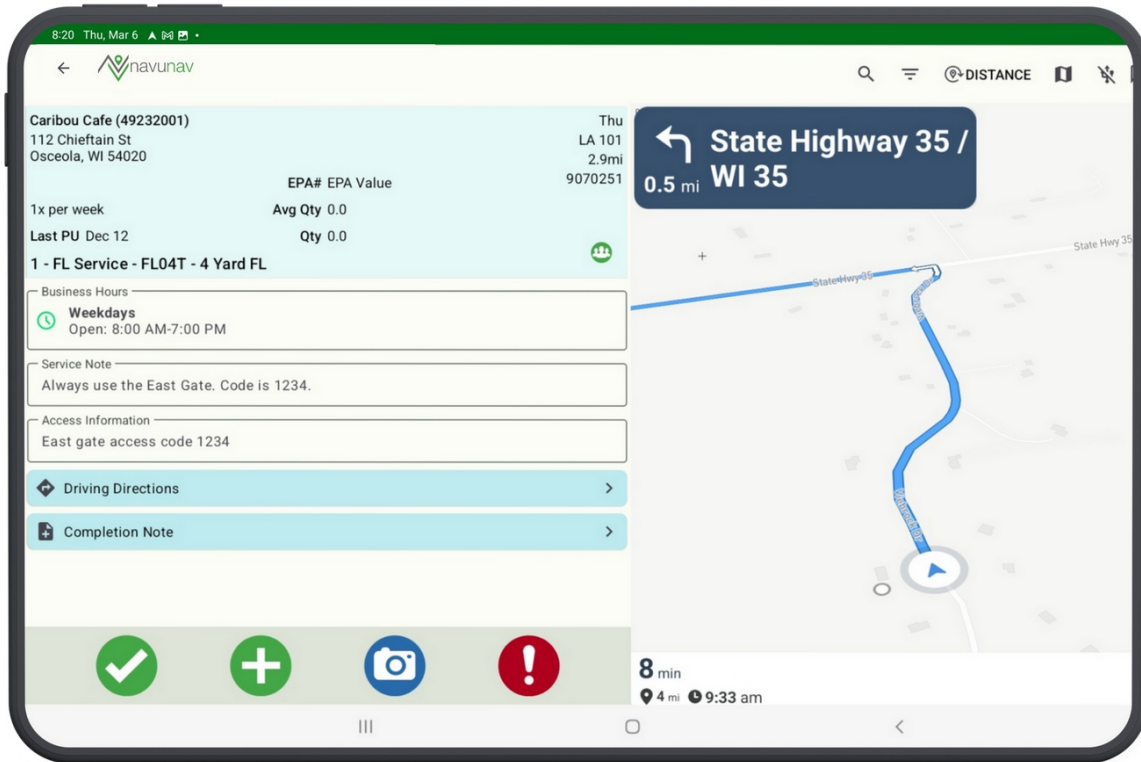 8:20 Thu, Mar 6
navunav
DISTANCE
Caribou Cafe (49232001)
Thu
112 Chieftain St
LA 101
Osceola, WI 54020
2.9mi
EPA# EPA Value
9070251
1x per week
Avg Qty 0.0
Last PU Dec 12
Qty 0.0
1 - FL Service - FL04T - 4 Yard FL
Business Hours
Weekdays
Open: 8:00 AM-7:00 PM
Service Note
Always use the East Gate. Code is 1234.
Access Information
East gate access code 1234
Driving Directions
Completion Note
State Highway 35 /
0.5 mi WI 35
State Hwy 35
State Hwy 35
8 min
4 mi 9:33 am